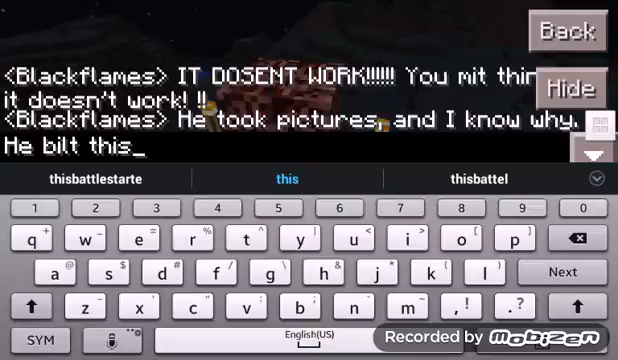 Back
<Blackflames> IT DOSENT WORK!!!!!! You mit thin
it doesn't work! !!
Hide
<Blackflames> He took pictures, and I know why.
He bilt this_
thisbattlestarte this thisbattel
1 2 3 4 5 6 7 8 9 0
q + w - e = r % t ^ y | u < i > o [ p ]
a @ s $ d # f / g \ h & j * k ( l ) Next
z - x ' c " v : b ; n , m ~ , ! . ?
SYM English(US) Recorded by MOBIZEN